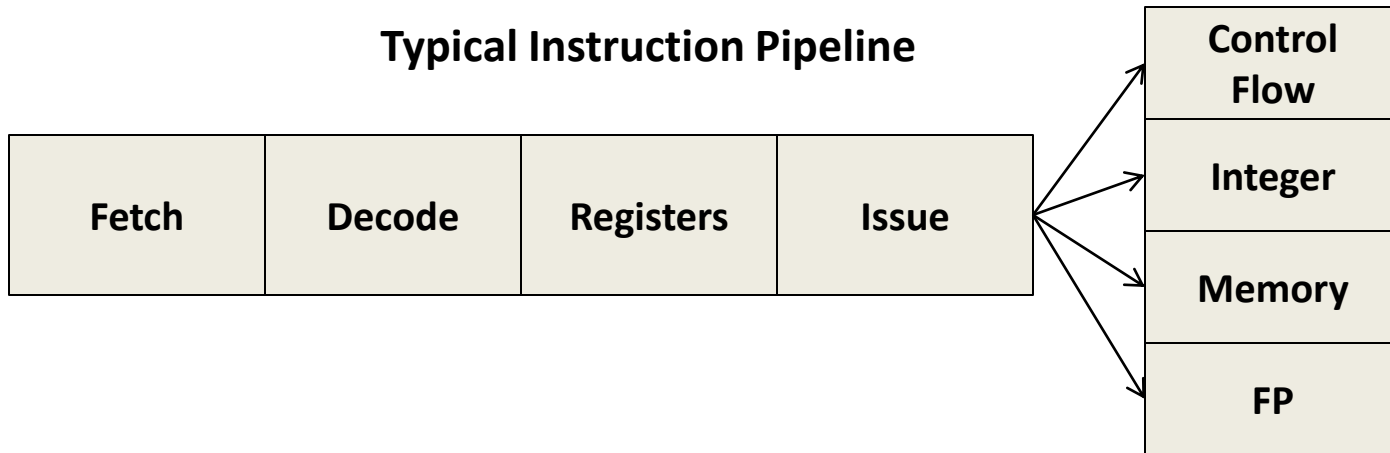 Typical Instruction Pipeline
Control
Flow
Fetch
Decode
Registers
Issue
Integer
Memory
FP